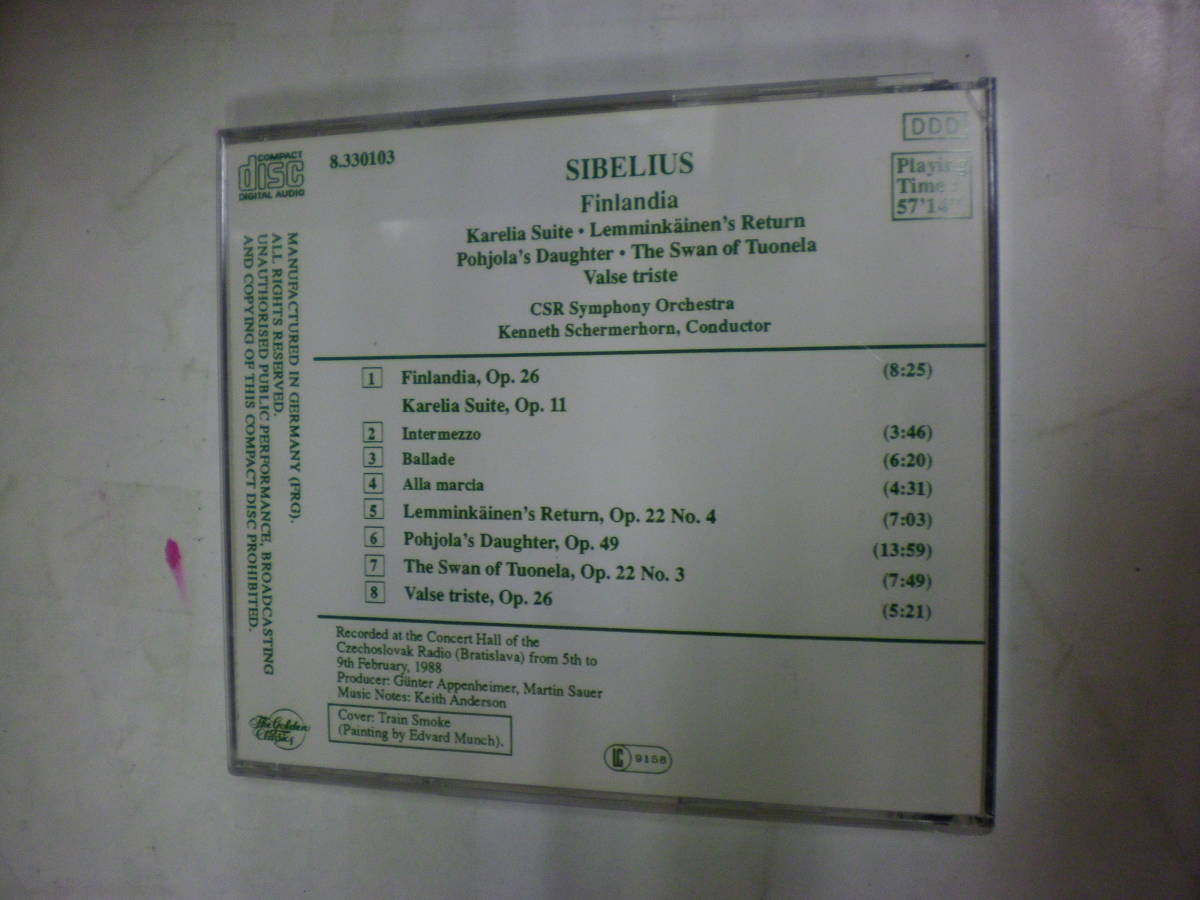 COMPACT
disc
DIGITAL AUDIO
8.330103
SIBELIUS
DDD
Playing
Time :
57'14"
Finlandia
Karelia Suite • Lemminkäinen's Return
Pohjola's Daughter • The Swan of Tuonela
Valse triste
CSR Symphony Orchestra
Kenneth Schermerhorn, Conductor
1 Finlandia, Op. 26 (8:25)
Karelia Suite, Op. 11
2 Intermezzo (3:46)
3 Ballade (6:20)
4 Alla marcia (4:31)
5 Lemminkäinen's Return, Op. 22 No. 4 (7:03)
6 Pohjola's Daughter, Op. 49 (13:59)
7 The Swan of Tuonela, Op. 22 No. 3 (7:49)
8 Valse triste, Op. 26 (5:21)
Recorded at the Concert Hall of the
Czechoslovak Radio (Bratislava) from 5th to
9th February, 1988
Producer: Günter Appenheimer, Martin Sauer
Music Notes: Keith Anderson
Cover: Train Smoke
(Painting by Edvard Munch).
LC 9158
MANUFACTURED IN GERMANY (FRG).
ALL RIGHTS RESERVED.
UNAUTHORISED PUBLIC PERFORMANCE, BROADCASTING
AND COPYING OF THIS COMPACT DISC PROHIBITED.
The Golden
Classics